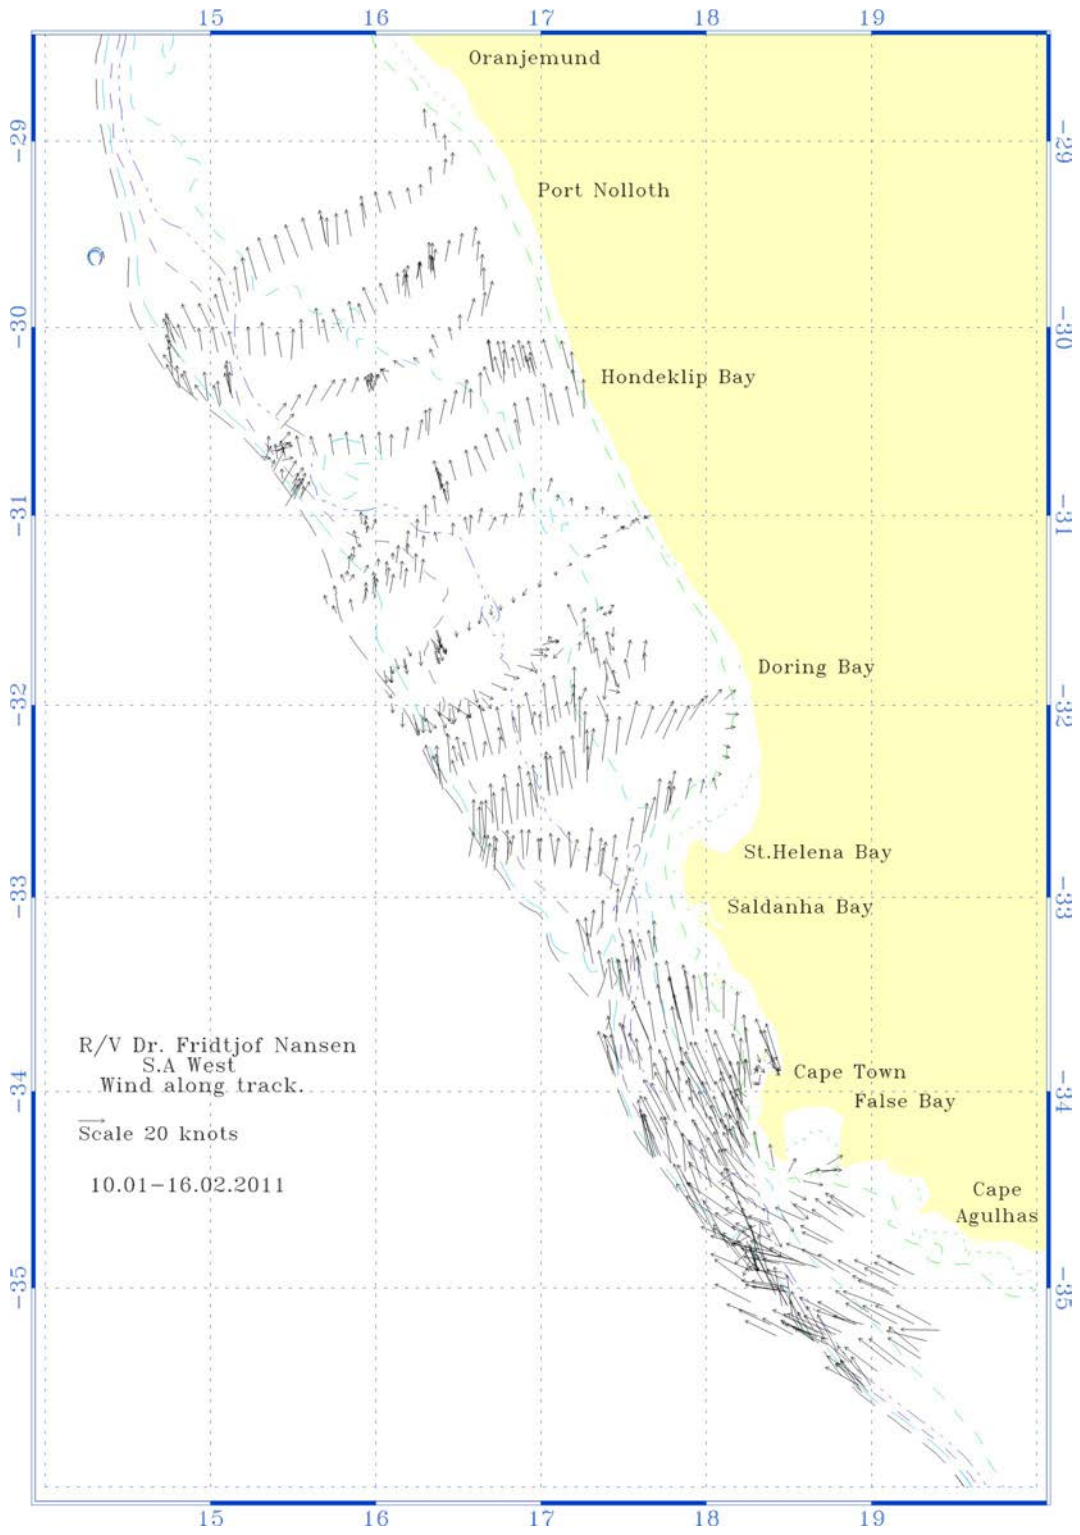 15 16 17 18 19
Oranjemund
-29 -29
Port Nolloth
-30 -30
Hondeklip Bay
-31 -31
Doring Bay
-32 -32
St.Helena Bay
-33 -33
Saldanha Bay
R/V Dr. Fridtjof Nansen
S.A West
Wind along track.
Cape Town
-34 -34
False Bay
Scale 20 knots
10.01-16.02.2011
Cape
Agulhas
-35 -35
15 16 17 18 19